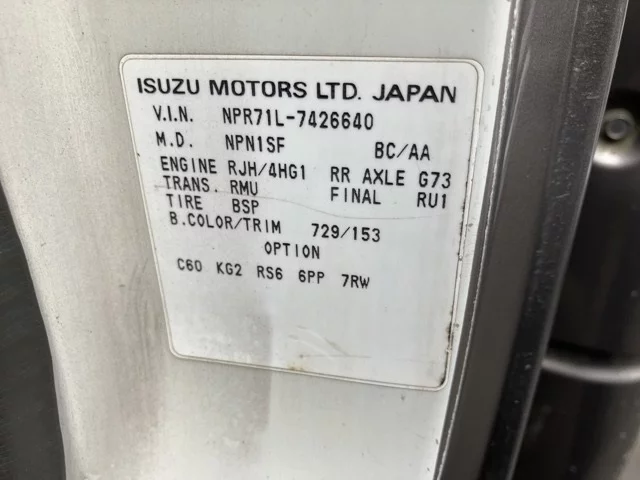 ISUZU MOTORS LTD. JAPAN
V.I.N. NPR71L-7426640
M.D. NPN1SF BC/AA
ENGINE RJH/4HG1 RR AXLE G73
TRANS. RMU FINAL RU1
TIRE BSP
B.COLOR/TRIM 729/153
OPTION
C60 KG2 RS6 6PP 7RW